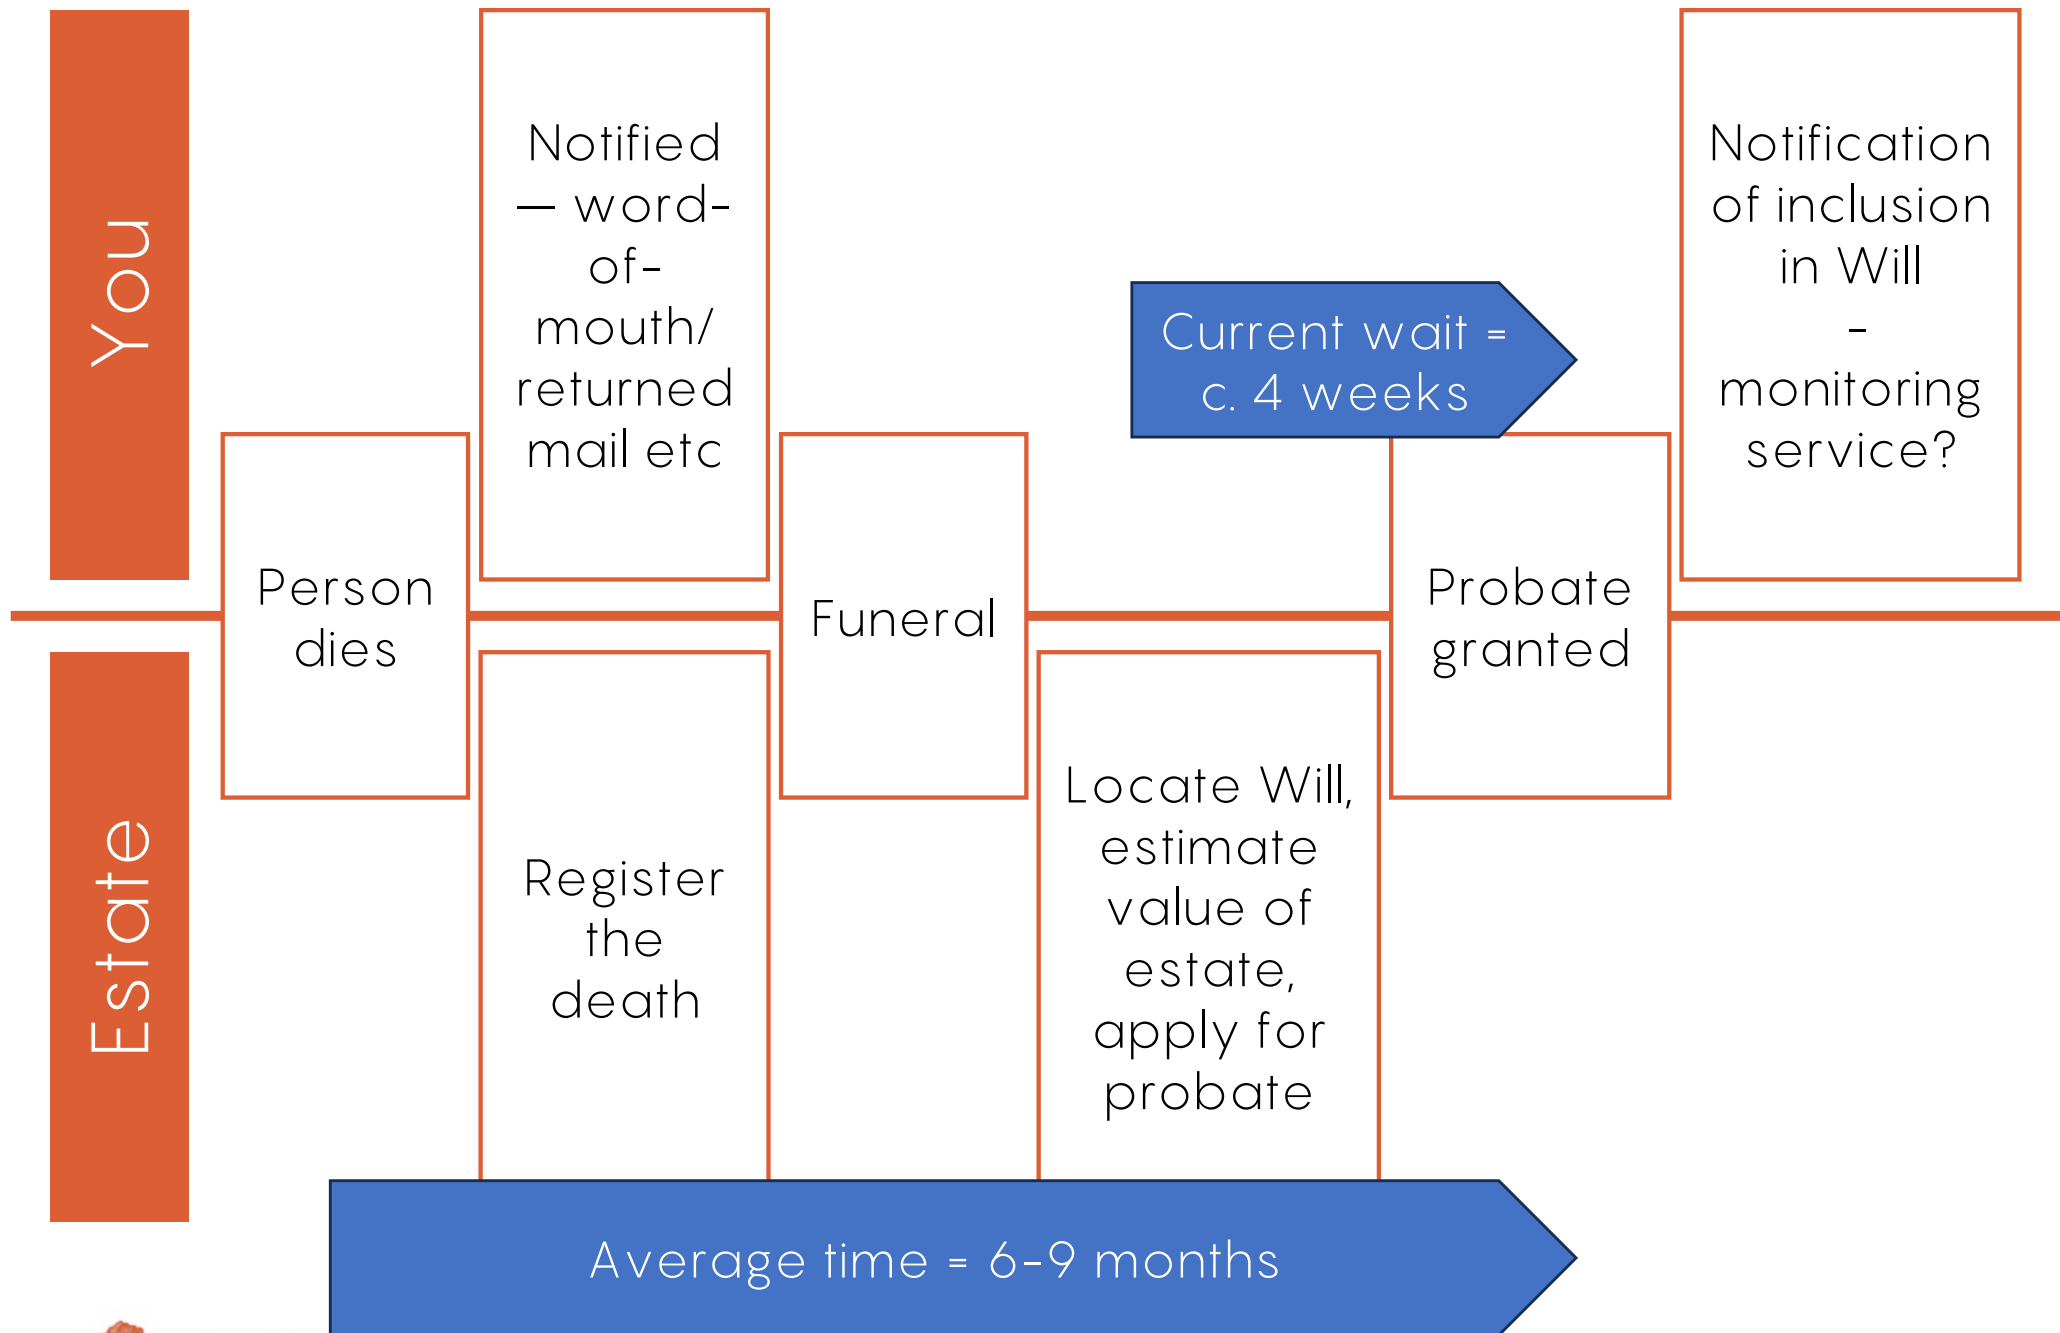 You
Estate
Person
dies
Notified
— word-
of-
mouth/
returned
mail etc
Register
the
death
Funeral
Locate Will,
estimate
value of
estate,
apply for
probate
Current wait =
c. 4 weeks
Probate
granted
Notification
of inclusion
in Will
-
monitoring
service?
Average time = 6-9 months